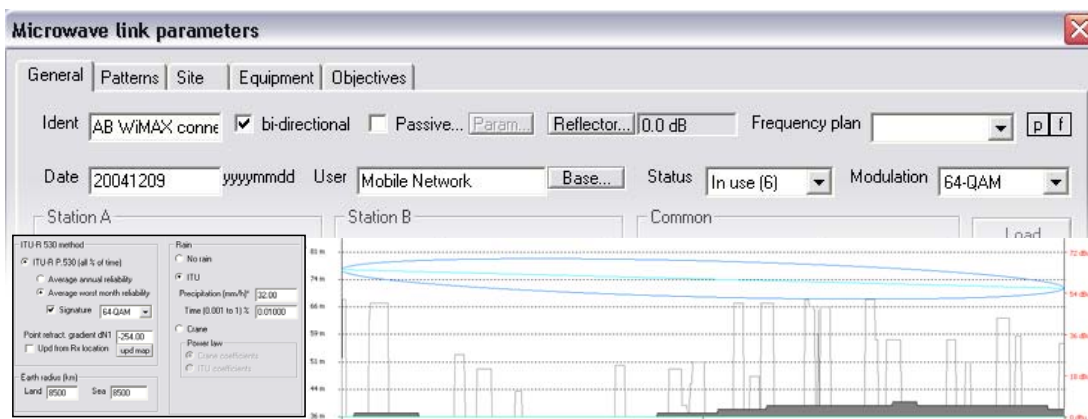 Microwave link parameters
General Patterns Site Equipment Objectives
Ident AB WiMAX conne bi-directional Passive... Param... Reflector... 0.0 dB Frequency plan p f
Date 20041209 yyyymmdd User Mobile Network Base... Status In use (6) Modulation 64-QAM
Station A Station B Common
Load
ITU-R 530 method
ITU-R P.530 (all % of time)
Average annual reliability
Average worst month reliability
Signature 64-QAM
Point refract. gradient dN1 -254.00
Upd from Rx location upd map
Earth radius (km)
Land 8500 Sea 8500
Rain
No rain
ITU
Precipitation (mm/h)* 32.00
Time (0.001 to 1) % 0.01000
Crane
Power law
Crane coefficients
ITU coefficients
81 m
74 m
66 m
59 m
51 m
44 m
36 m
72 dB
54 dB
36 dB
18 dB